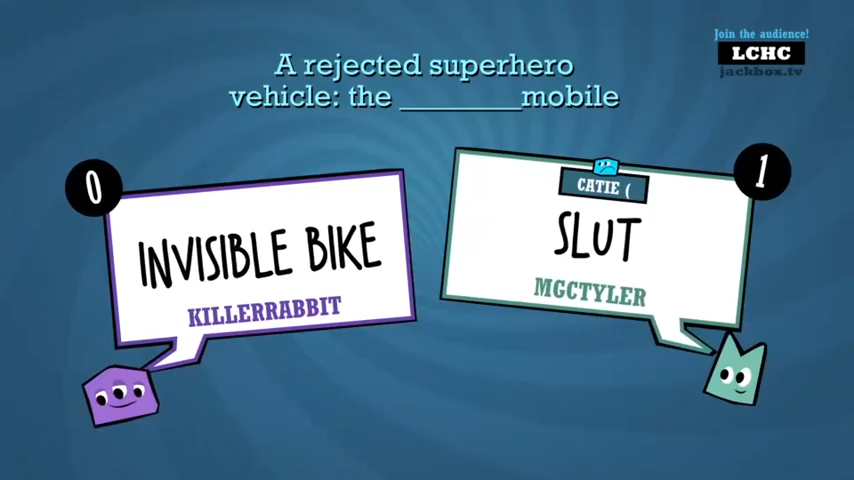 Join the audience!
LCHC
jackbox.tv
A rejected superhero
vehicle: the ________mobile
0
1
CATIE (
INVISIBLE BIKE
SLUT
KILLERRABBIT
MGCTYLER